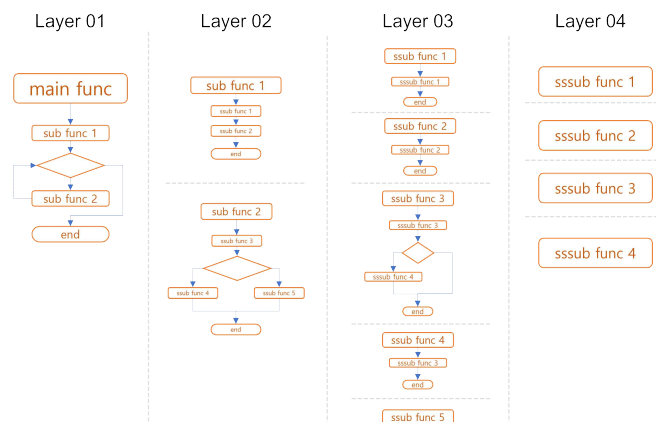 Layer 01
main func
sub func 1
sub func 2
end
Layer 02
sub func 1
ssub func 1
ssub func 2
end
sub func 2
ssub func 3
ssub func 4
ssub func 5
end
Layer 03
ssub func 1
sssub func 1
end
ssub func 2
sssub func 2
end
ssub func 3
sssub func 3
sssub func 4
end
ssub func 4
sssub func 3
end
ssub func 5
Layer 04
sssub func 1
sssub func 2
sssub func 3
sssub func 4